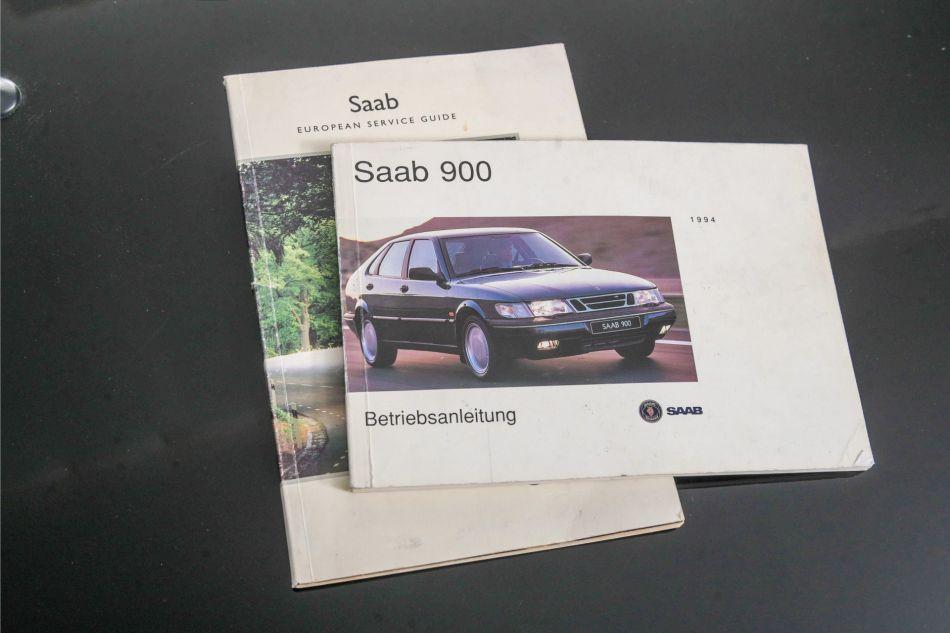 Saab
EUROPEAN SERVICE GUIDE
Saab 900
1994
SAAB 900
Betriebsanleitung
SAAB